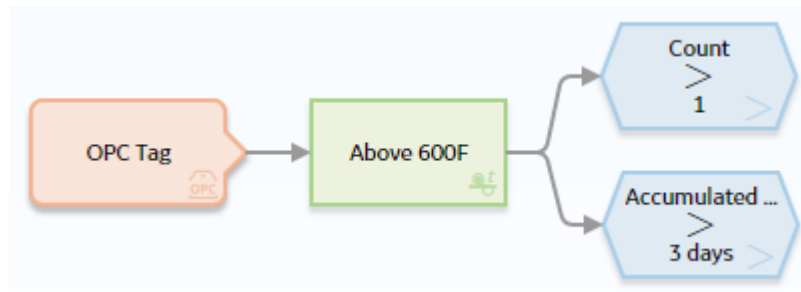 OPC Tag
OPC
Above 600F
t
Count
>
1
Accumulated ...
>
3 days